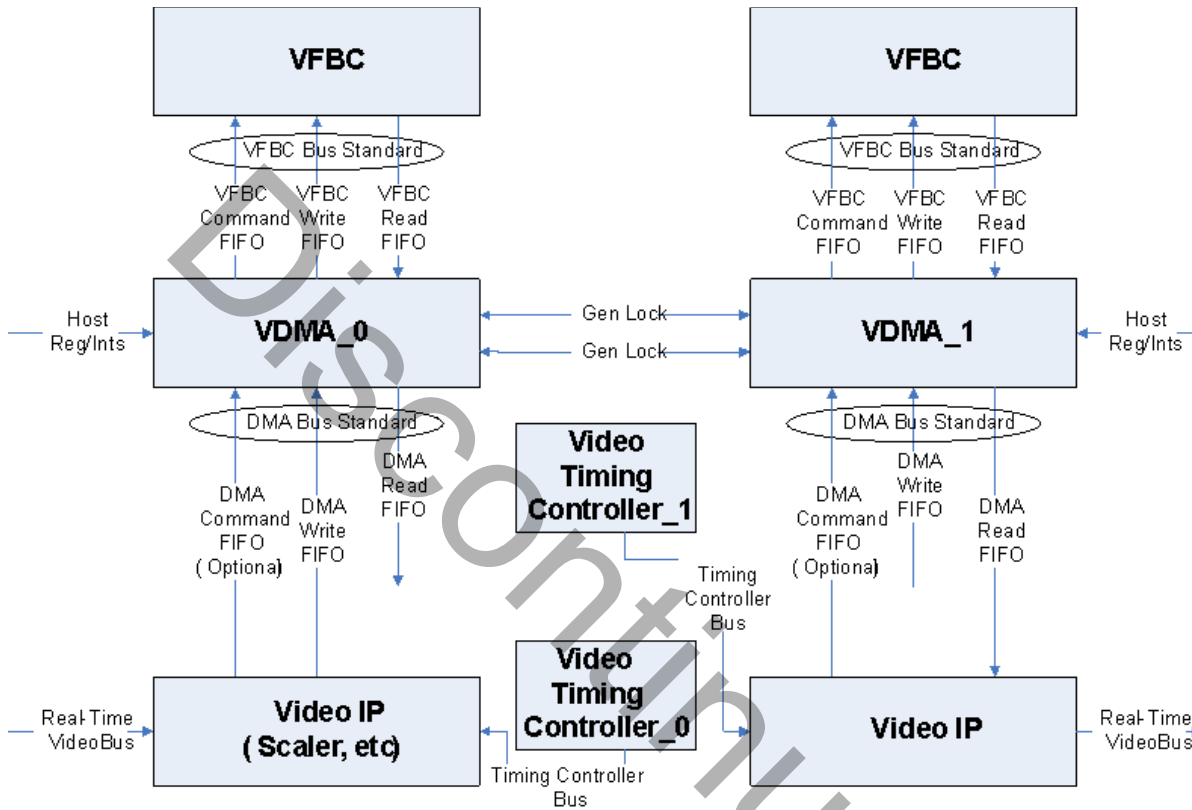 VFBC
VFBC
VFBC Bus Standard
VFBC Bus Standard
VFBC
Command
FIFO
VFBC
Write
FIFO
VFBC
Read
FIFO
VFBC
Command
FIFO
VFBC
Write
FIFO
VFBC
Read
FIFO
Host
Reg/Ints
VDMA_0
Gen Lock
Gen Lock
VDMA_1
Host
Reg/Ints
DMA Bus Standard
DMA Bus Standard
DMA
Command
FIFO
( Optional)
DMA
Write
FIFO
DMA
Read
FIFO
Video
Timing
Controller_1
DMA
Command
FIFO
( Optional)
DMA
Write
FIFO
DMA
Read
FIFO
Timing
Controller
Bus
Real-Time
VideoBus
Video IP
( Scaler, etc)
Video
Timing
Controller_0
Timing Controller
Bus
Video IP
Real-Time
VideoBus